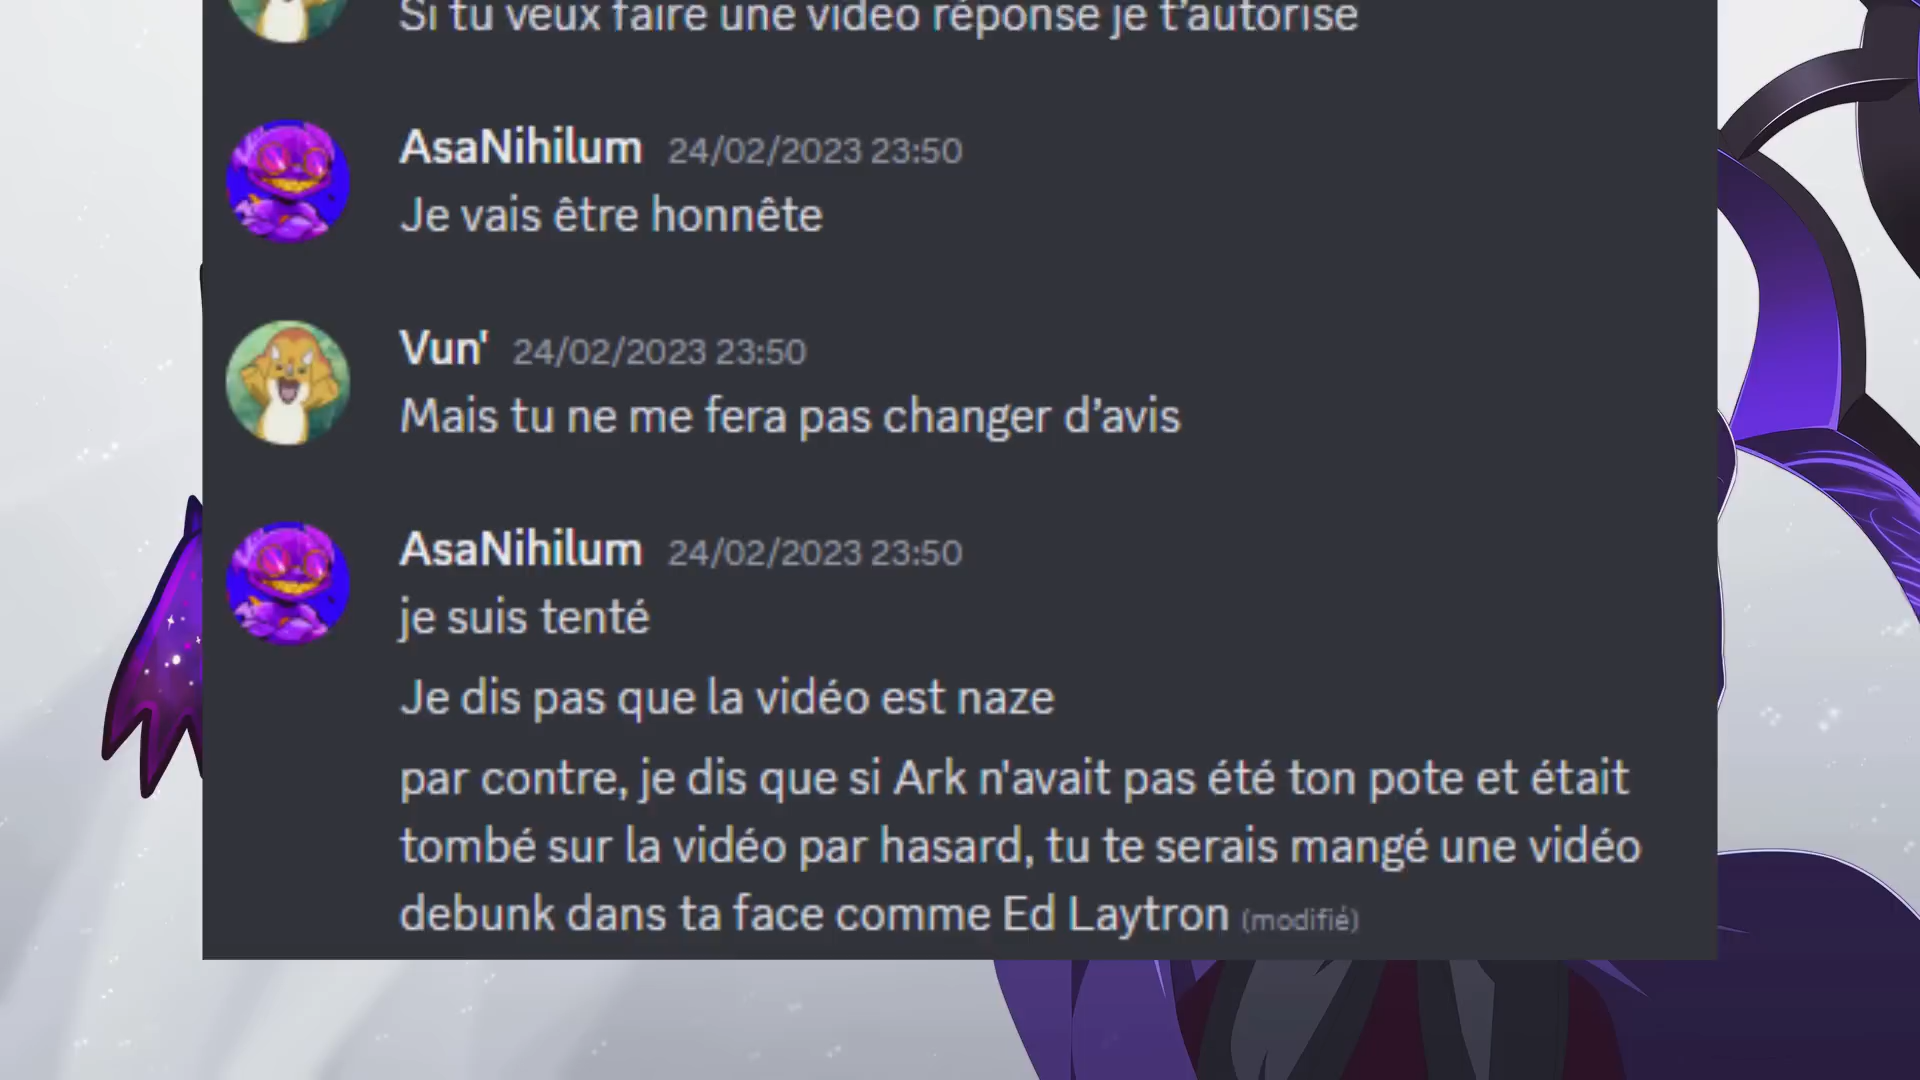 Si tu veux faire une vidéo réponse je t’autorise
AsaNihilum 24/02/2023 23:50
Je vais être honnête
Vun' 24/02/2023 23:50
Mais tu ne me fera pas changer d’avis
AsaNihilum 24/02/2023 23:50
je suis tenté
Je dis pas que la vidéo est naze
par contre, je dis que si Ark n'avait pas été ton pote et était
tombé sur la vidéo par hasard, tu te serais mangé une vidéo
debunk dans ta face comme Ed Laytron (modifié)